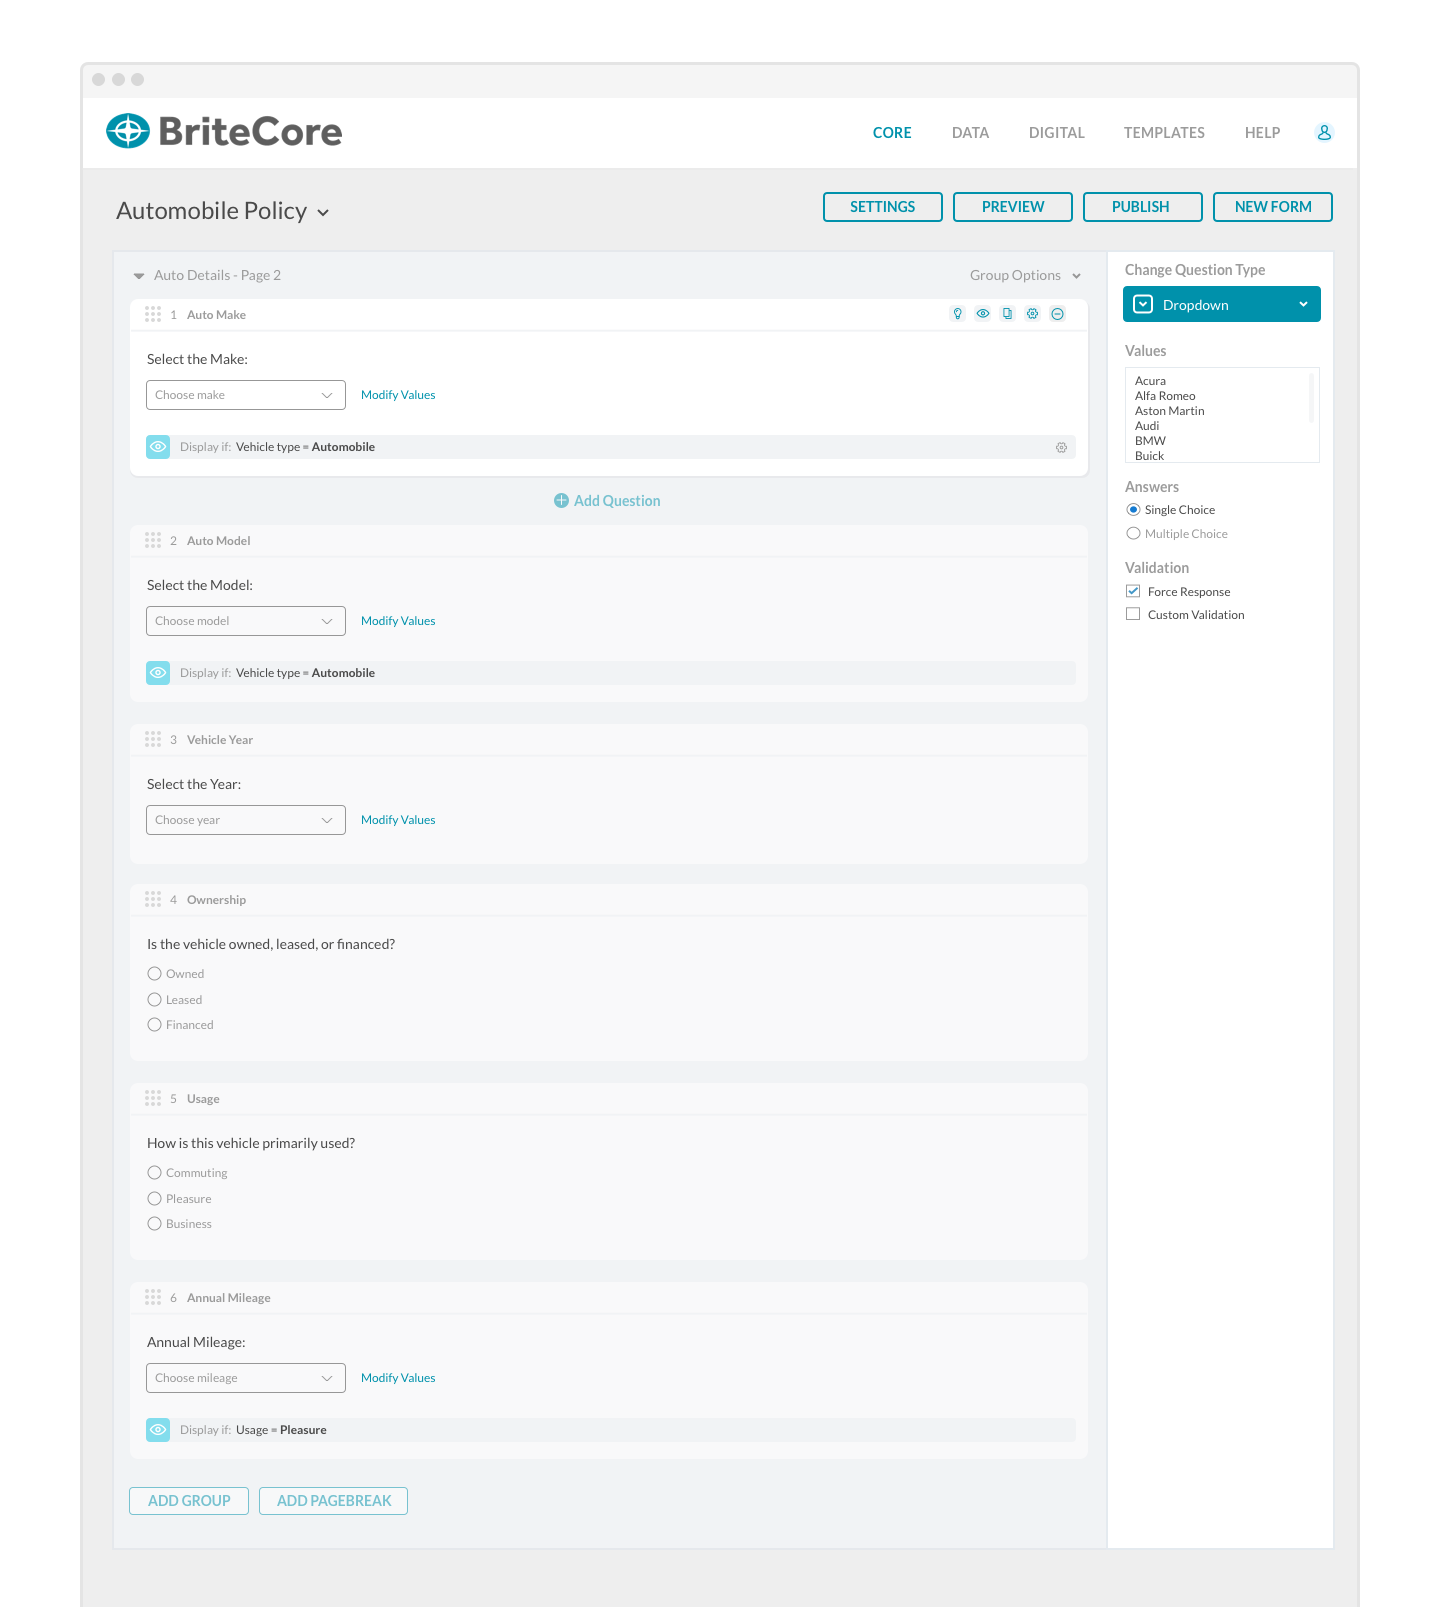 BriteCore
CORE DATA DIGITAL TEMPLATES HELP
Automobile Policy
SETTINGS PREVIEW PUBLISH NEW FORM
Auto Details - Page 2 Group Options
1 Auto Make
Select the Make:
Choose make Modify Values
Display if: Vehicle type = Automobile
Add Question
2 Auto Model
Select the Model:
Choose model Modify Values
Display if: Vehicle type = Automobile
3 Vehicle Year
Select the Year:
Choose year Modify Values
4 Ownership
Is the vehicle owned, leased, or financed?
Owned
Leased
Financed
5 Usage
How is this vehicle primarily used?
Commuting
Pleasure
Business
6 Annual Mileage
Annual Mileage:
Choose mileage Modify Values
Display if: Usage = Pleasure
ADD GROUP ADD PAGEBREAK
Change Question Type
Dropdown
Values
Acura
Alfa Romeo
Aston Martin
Audi
BMW
Buick
Answers
Single Choice
Multiple Choice
Validation
Force Response
Custom Validation